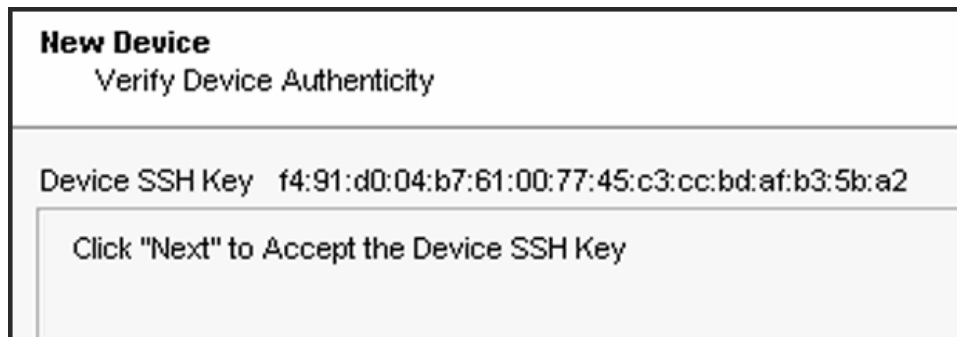 New Device
Verify Device Authenticity
Device SSH Key f4:91:d0:04:b7:61:00:77:45:c3:cc:bd:af:b3:5b:a2
Click "Next" to Accept the Device SSH Key